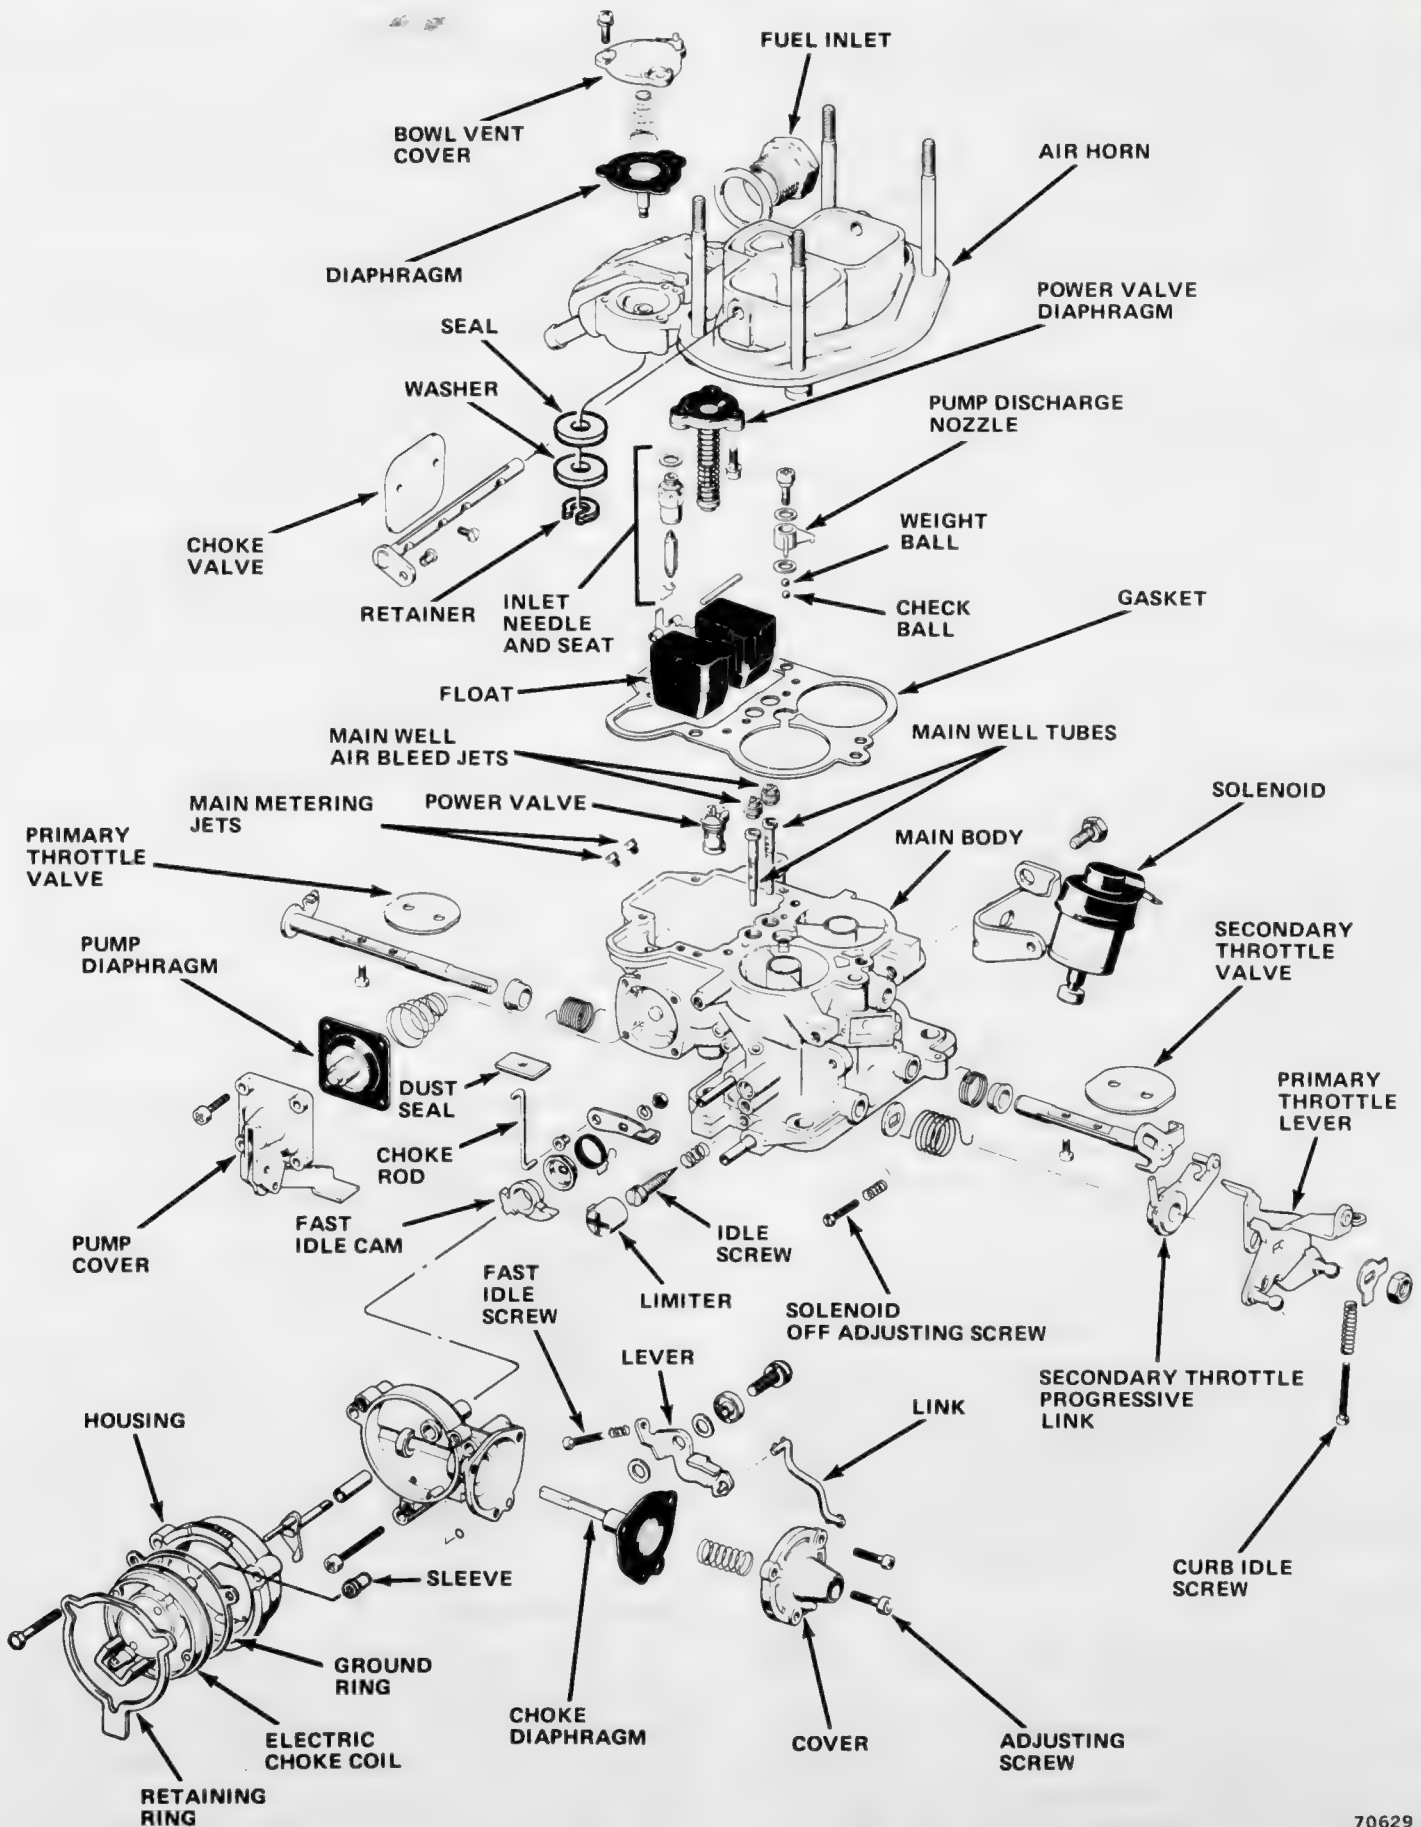 FUEL INLET
BOWL VENT
COVER
AIR HORN
DIAPHRAGM
POWER VALVE
DIAPHRAGM
SEAL
WASHER
PUMP DISCHARGE
NOZZLE
CHOKE
VALVE
WEIGHT
BALL
RETAINER
INLET
NEEDLE
AND SEAT
CHECK
BALL
GASKET
FLOAT
MAIN WELL
AIR BLEED JETS
MAIN WELL TUBES
MAIN METERING
JETS
POWER VALVE
SOLENOID
PRIMARY
THROTTLE
VALVE
MAIN BODY
PUMP
DIAPHRAGM
SECONDARY
THROTTLE
VALVE
DUST
SEAL
PRIMARY
THROTTLE
LEVER
CHOKE
ROD
PUMP
COVER
FAST
IDLE CAM
IDLE
SCREW
LIMITER
FAST
IDLE
SCREW
SOLENOID
OFF ADJUSTING SCREW
LEVER
SECONDARY THROTTLE
PROGRESSIVE
LINK
HOUSING
LINK
SLEEVE
CURB IDLE
SCREW
GROUND
RING
CHOKE
DIAPHRAGM
ELECTRIC
CHOKE COIL
COVER
ADJUSTING
SCREW
RETAINING
RING
70629